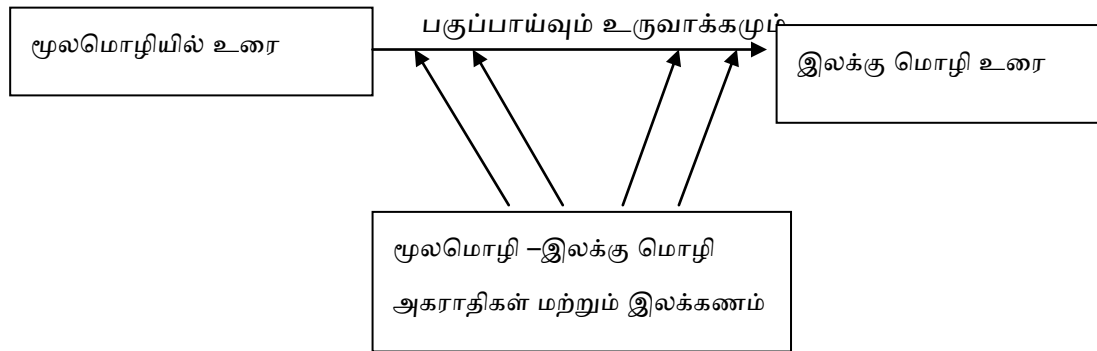 மூலமொழியில் உரை
பகுப்பாய்வும் உருவாக்கமும்
இலக்கு மொழி உரை
மூலமொழி –இலக்கு மொழி
அகராதிகள் மற்றும் இலக்கணம்